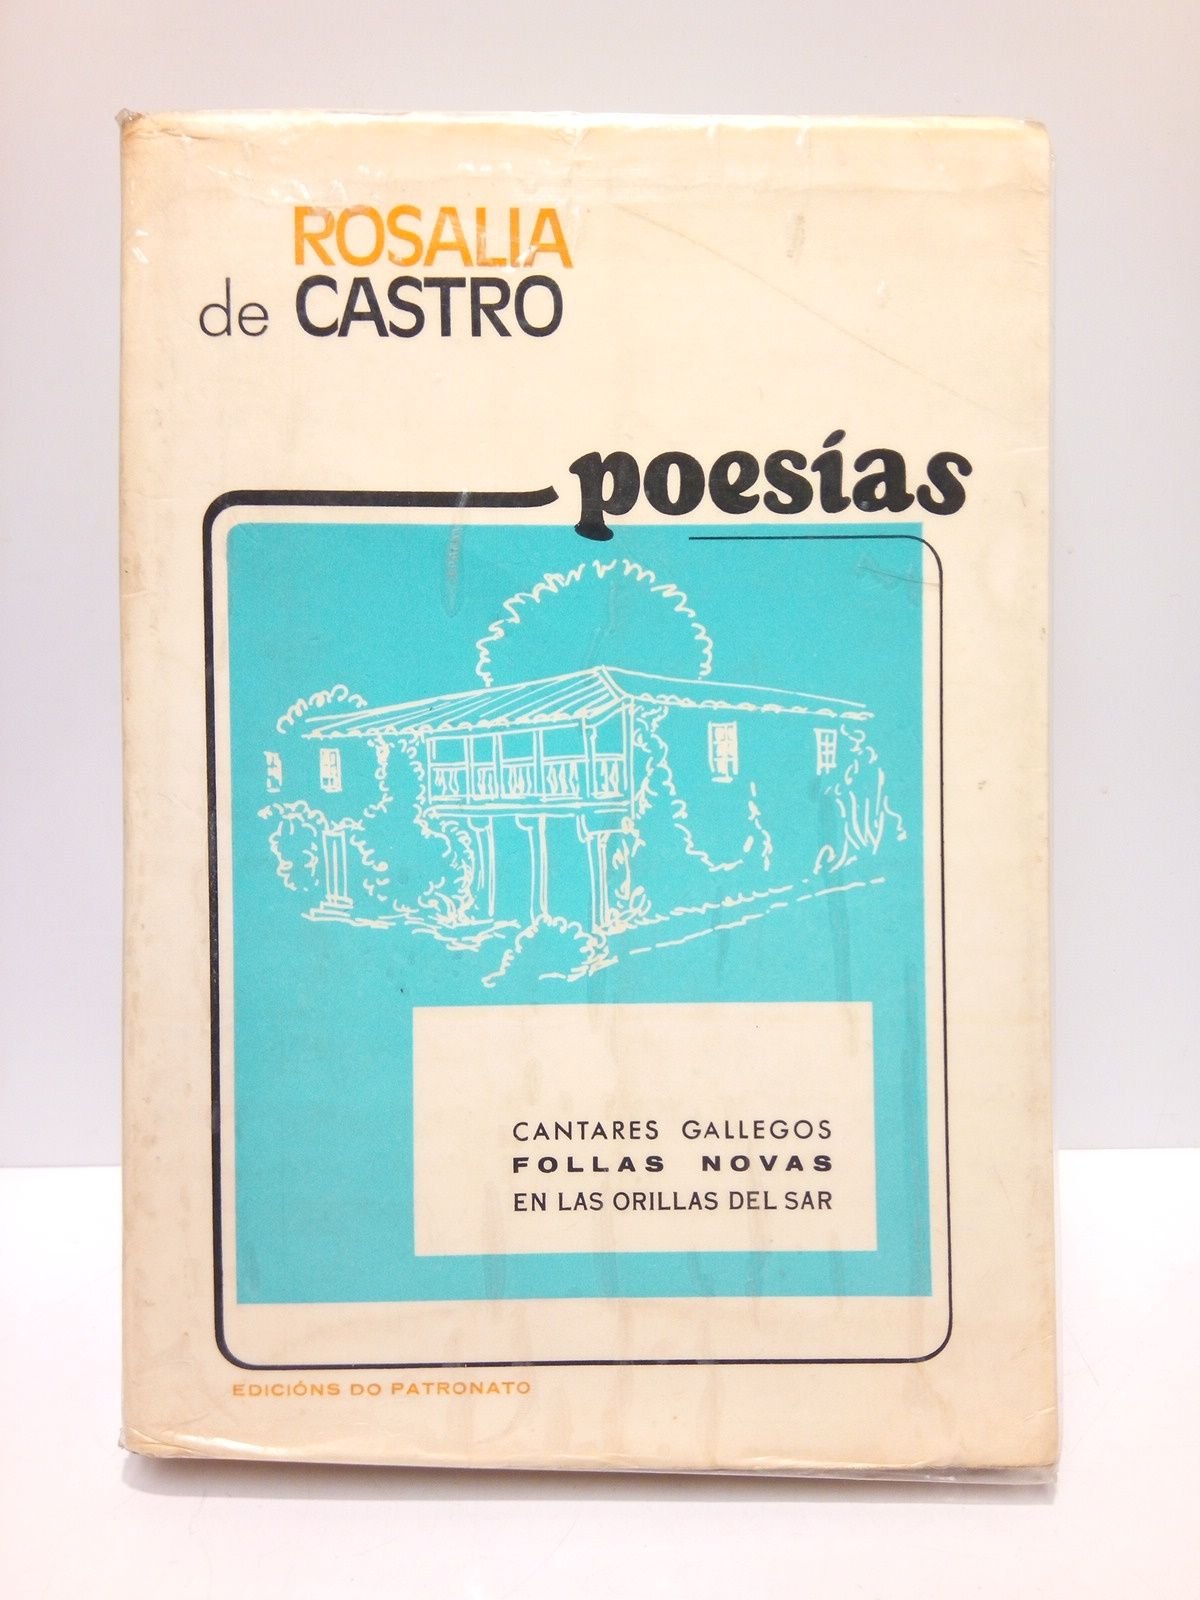 ROSALIA
de CASTRO
poesías
CANTARES GALLEGOS
FOLLAS NOVAS
EN LAS ORILLAS DEL SAR
EDICIÓNS DO PATRONATO